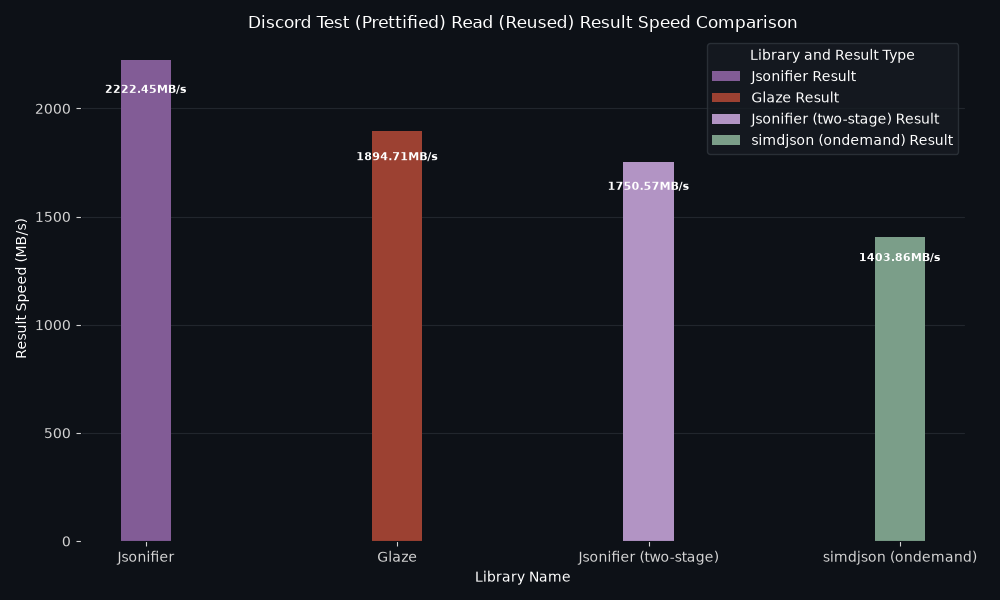 Discord Test (Prettified) Read (Reused) Result Speed Comparison
Library and Result Type
Jsonifier Result
Glaze Result
Jsonifier (two-stage) Result
simdjson (ondemand) Result
2222.45MB/s
1894.71MB/s
1750.57MB/s
1403.86MB/s
Result Speed (MB/s)
2000
1500
1000
500
0
Jsonifier
Glaze
Jsonifier (two-stage)
simdjson (ondemand)
Library Name